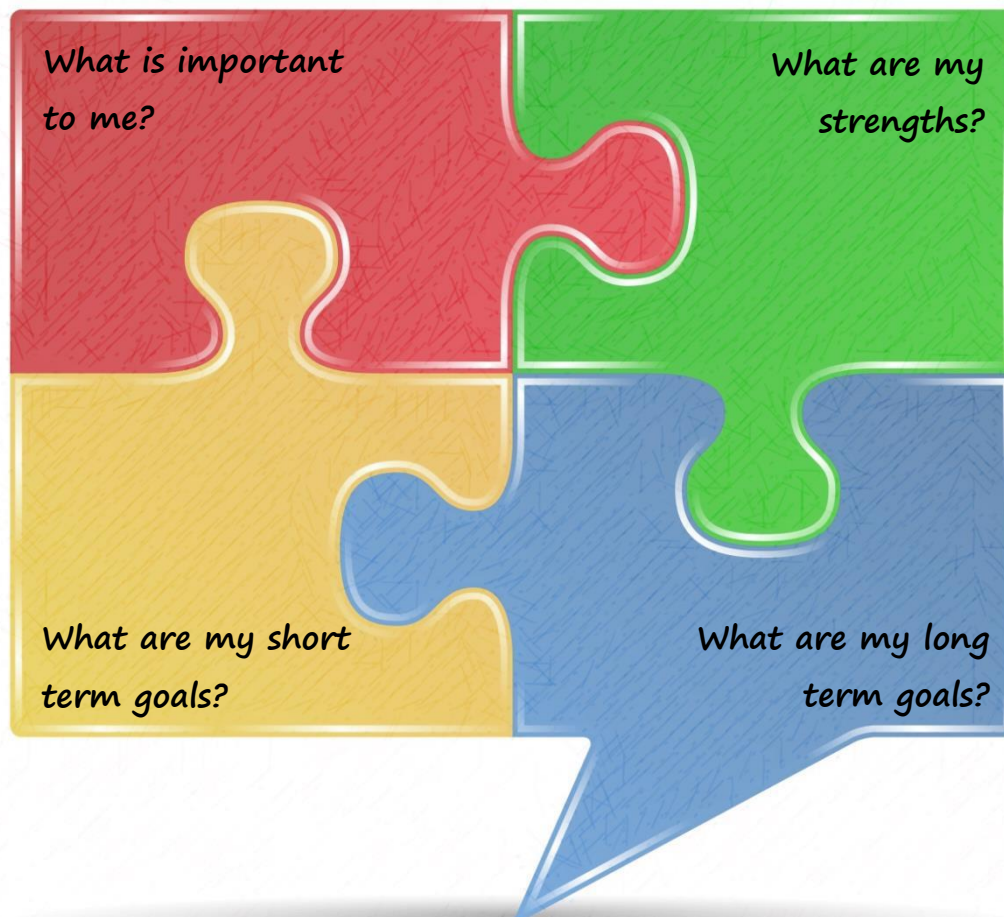 What is important
to me?
What are my
strengths?
What are my short
term goals?
What are my long
term goals?